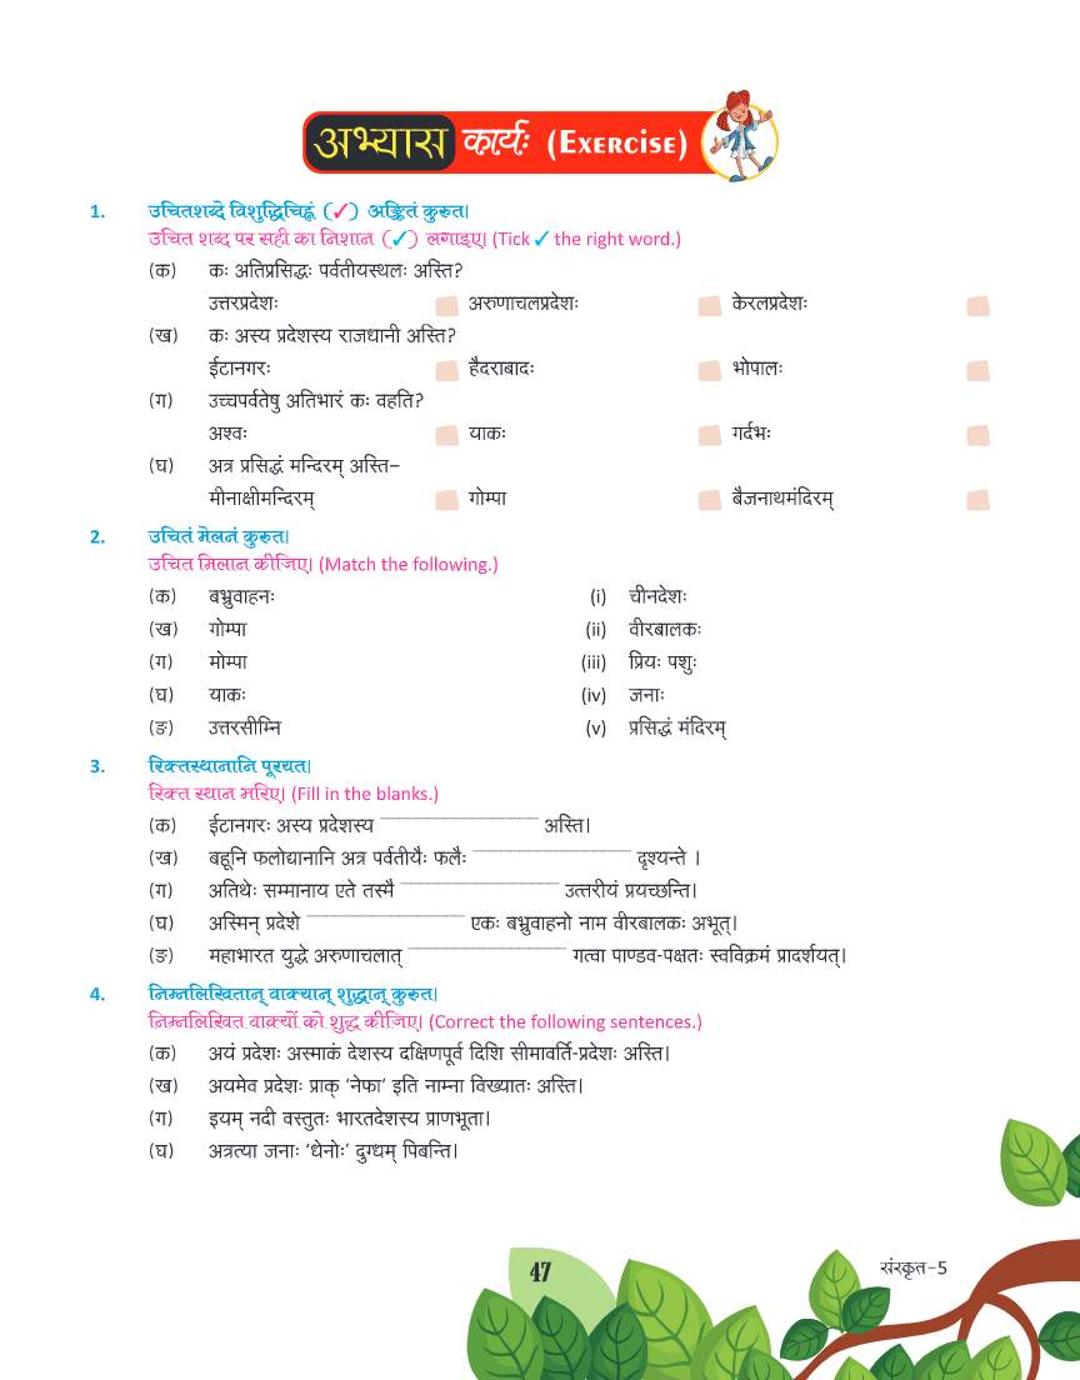 अभ्यास कार्यः (Exercise)
1. उचितशब्दे विशुद्धिचिह्नं (✓) अङ्कितं कुरुत।
उचित शब्द पर सही का निशान (✓) लगाइए। (Tick ✓ the right word.)
(क) कः अतिप्रसिद्धः पर्वतीयस्थलः अस्ति?
उत्तरप्रदेशः अरुणाचलप्रदेशः केरलप्रदेशः
(ख) कः अस्य प्रदेशस्य राजधानी अस्ति?
ईटानगरः हैदराबादः भोपालः
(ग) उच्चपर्वतेषु अतिभारं कः वहति?
अश्वः याकः गर्दभः
(घ) अत्र प्रसिद्धं मन्दिरम् अस्ति–
मीनाक्षीमन्दिरम् गोम्पा बैजनाथमंदिरम्
2. उचितं मेलनं कुरुत।
उचित मिलान कीजिए। (Match the following.)
(क) बभ्रुवाहनः (i) चीनदेशः
(ख) गोम्पा (ii) वीरबालकः
(ग) मोम्पा (iii) प्रियः पशुः
(घ) याकः (iv) जनाः
(ङ) उत्तरसीम्नि (v) प्रसिद्धं मंदिरम्
3. रिक्तस्थानानि पूरयत।
रिक्त स्थान भरिए। (Fill in the blanks.)
(क) ईटानगरः अस्य प्रदेशस्य ____________ अस्ति।
(ख) बहूनि फलोद्यानानि अत्र पर्वतीयैः फलैः ____________ दृश्यन्ते ।
(ग) अतिथेः सम्मानाय एते तस्मै ____________ उत्तरीयं प्रयच्छन्ति।
(घ) अस्मिन् प्रदेशे ____________ एकः बभ्रुवाहनो नाम वीरबालकः अभूत्।
(ङ) महाभारत युद्धे अरुणाचलात् ____________ गत्वा पाण्डव-पक्षतः स्वविक्रमं प्रादर्शयत्।
4. निम्नलिखितान् वाक्यान् शुद्धान् कुरुत।
निम्नलिखित वाक्यों को शुद्ध कीजिए। (Correct the following sentences.)
(क) अयं प्रदेशः अस्माकं देशस्य दक्षिणपूर्व दिशि सीमावर्ति-प्रदेशः अस्ति।
(ख) अयमेव प्रदेशः प्राक् ‘नेफा’ इति नाम्ना विख्यातः अस्ति।
(ग) इयम् नदी वस्तुतः भारतदेशस्य प्राणभूता।
(घ) अत्रत्या जनाः ‘धेनोः’ दुग्धम् पिबन्ति।
47
संस्कृत-5